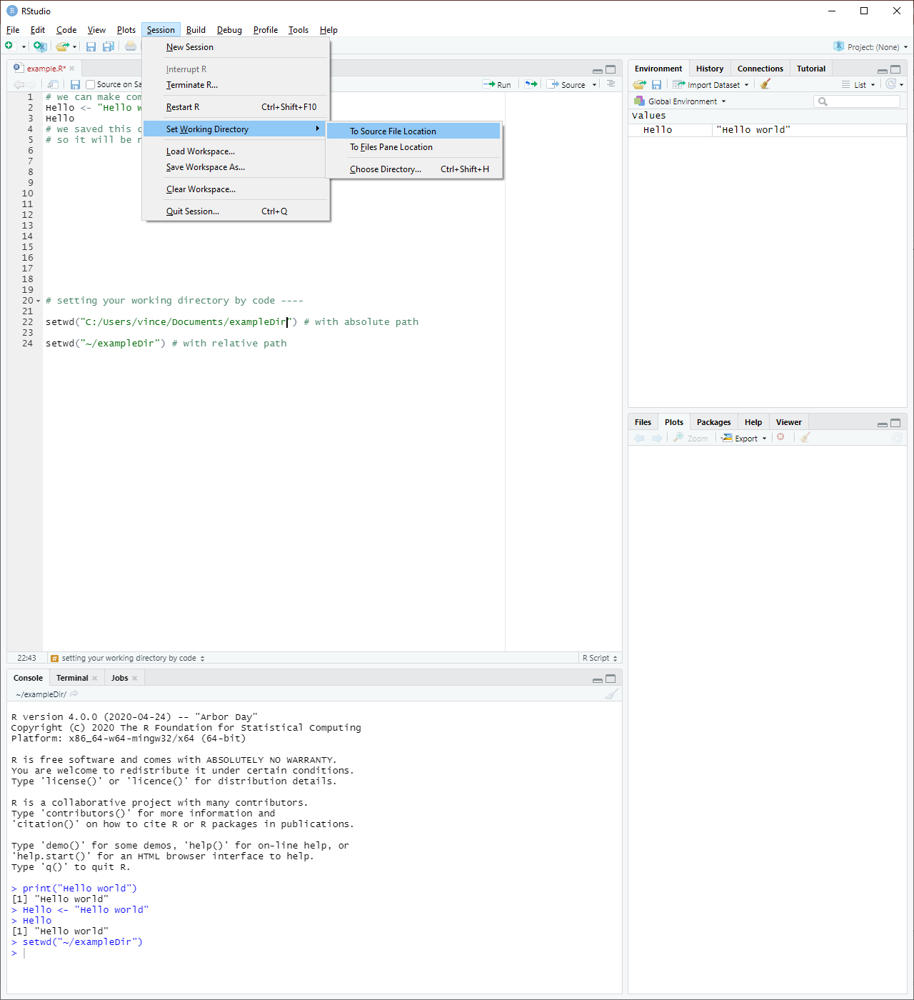 RStudio
File Edit Code View Plots Session Build Debug Profile Tools Help
Project: (None)
New Session
Interrupt R
Terminate R...
Restart R Ctrl+Shift+F10
Set Working Directory
Load Workspace...
Save Workspace As...
Clear Workspace...
Quit Session... Ctrl+Q
To Source File Location
To Files Pane Location
Choose Directory... Ctrl+Shift+H
example.R*
Source on Sa
Run Source
1 # we can make com
2 Hello <- "Hello w
3 Hello
4 # we saved this c
5 # so it will be n
6
7
8
9
10
11
12
13
14
15
16
17
18
19
20 # setting your working directory by code ----
21
22 setwd("C:/Users/vince/Documents/exampleDir") # with absolute path
23
24 setwd("~/exampleDir") # with relative path
22:43 # setting your working directory by code R Script
Environment History Connections Tutorial
Import Dataset List
Global Environment
Values
Hello "Hello world"
Files Plots Packages Help Viewer
Zoom Export
Console Terminal Jobs
~/exampleDir/
R version 4.0.0 (2020-04-24) -- "Arbor Day"
Copyright (C) 2020 The R Foundation for Statistical Computing
Platform: x86_64-w64-mingw32/x64 (64-bit)
R is free software and comes with ABSOLUTELY NO WARRANTY.
You are welcome to redistribute it under certain conditions.
Type 'license()' or 'licence()' for distribution details.
R is a collaborative project with many contributors.
Type 'contributors()' for more information and
'citation()' on how to cite R or R packages in publications.
Type 'demo()' for some demos, 'help()' for on-line help, or
'help.start()' for an HTML browser interface to help.
Type 'q()' to quit R.
> print("Hello world")
[1] "Hello world"
> Hello <- "Hello world"
> Hello
[1] "Hello world"
> setwd("~/exampleDir")
>